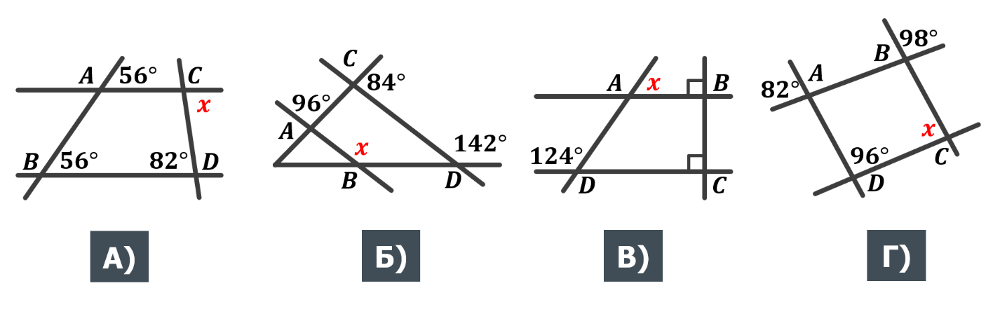 A 56° C
x
B 56° 82° D
А)
C
84°
96°
A
x
142°
B
D
Б)
A x B
124°
D
C
В)
98°
B
A
82°
x
96°
C
D
Г)